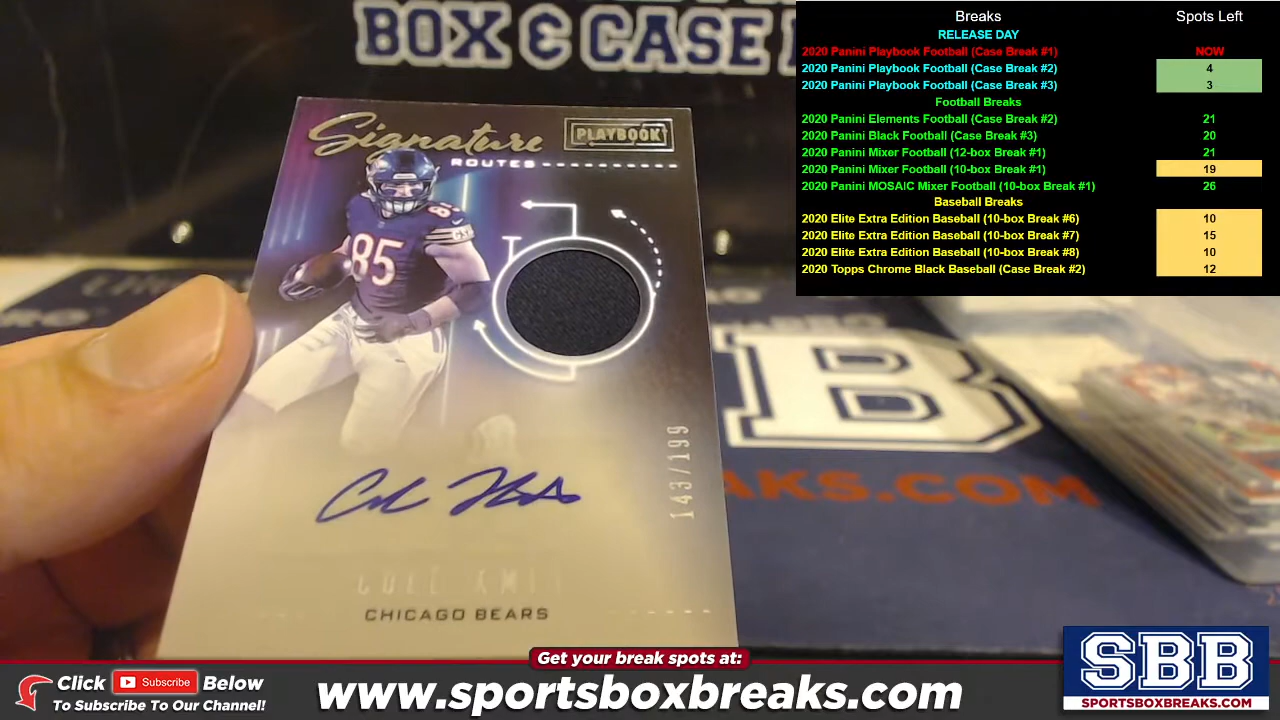 BOX & CASE
Breaks Spots Left
RELEASE DAY
2020 Panini Playbook Football (Case Break #1) NOW
2020 Panini Playbook Football (Case Break #2) 4
2020 Panini Playbook Football (Case Break #3) 3
Football Breaks
2020 Panini Elements Football (Case Break #2) 21
2020 Panini Black Football (Case Break #3) 20
2020 Panini Mixer Football (12-box Break #1) 21
2020 Panini Mixer Football (10-box Break #1) 19
2020 Panini MOSAIC Mixer Football (10-box Break #1) 26
Baseball Breaks
2020 Elite Extra Edition Baseball (10-box Break #6) 10
2020 Elite Extra Edition Baseball (10-box Break #7) 15
2020 Elite Extra Edition Baseball (10-box Break #8) 10
2020 Topps Chrome Black Baseball (Case Break #2) 12
Signature
PLAYBOOK
ROUTES
85
85
143/199
COLE KMET
CHICAGO BEARS
B
AKS.COM
Get your break spots at:
Click Subscribe Below
To Subscribe To Our Channel!
www.sportsboxbreaks.com
SBB
SPORTSBOXBREAKS.COM